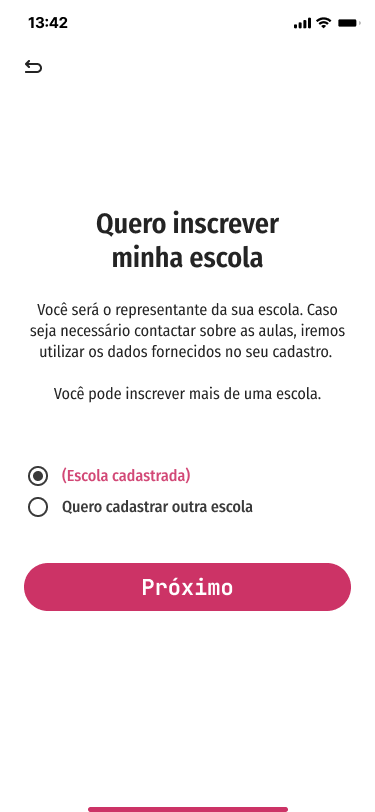 13:42
Quero inscrever
minha escola
Você será o representante da sua escola. Caso
seja necessário contactar sobre as aulas, iremos
utilizar os dados fornecidos no seu cadastro.
Você pode inscrever mais de uma escola.
(Escola cadastrada)
Quero cadastrar outra escola
Próximo